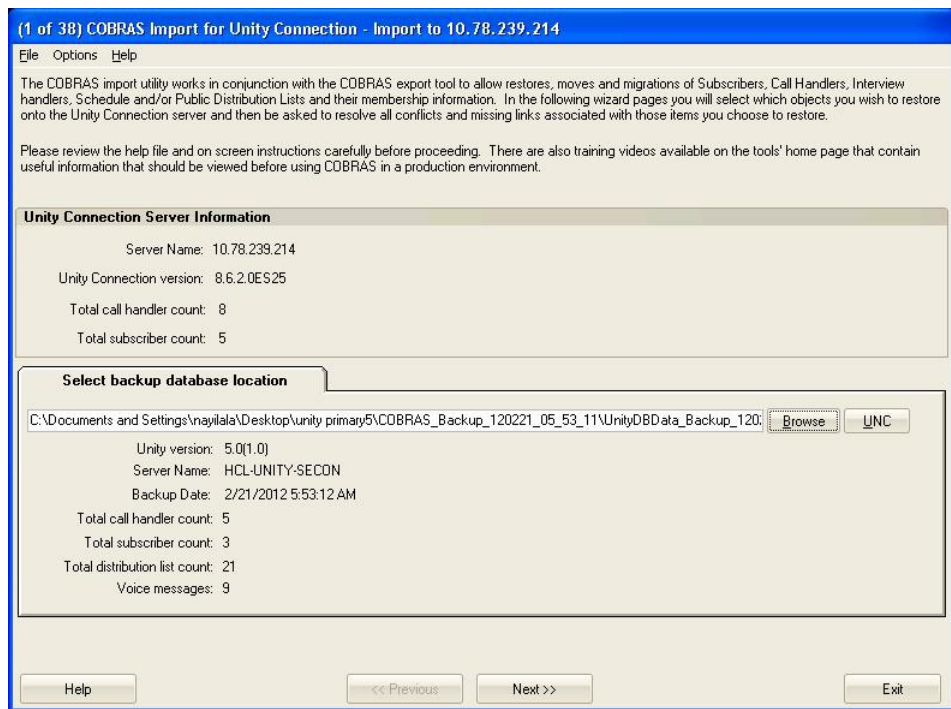 (1 of 38) COBRAS Import for Unity Connection - Import to 10.78.239.214
File Options Help
The COBRAS import utility works in conjunction with the COBRAS export tool to allow restores, moves and migrations of Subscribers, Call Handlers, Interview
handlers, Schedule and/or Public Distribution Lists and their membership information. In the following wizard pages you will select which objects you wish to restore
onto the Unity Connection server and then be asked to resolve all conflicts and missing links associated with those items you choose to restore.
Please review the help file and on screen instructions carefully before proceeding. There are also training videos available on the tools' home page that contain
useful information that should be viewed before using COBRAS in a production environment.
Unity Connection Server Information
Server Name: 10.78.239.214
Unity Connection version: 8.6.2.0ES25
Total call handler count: 8
Total subscriber count: 5
Select backup database location
C:\Documents and Settings\nayilala\Desktop\unity primary5\COBRAS_Backup_120221_05_53_11\UnityDBData_Backup_120 Browse UNC
Unity version: 5.0(1.0)
Server Name: HCL-UNITY-SECON
Backup Date: 2/21/2012 5:53:12 AM
Total call handler count: 5
Total subscriber count: 3
Total distribution list count: 21
Voice messages: 9
Help << Previous Next >> Exit